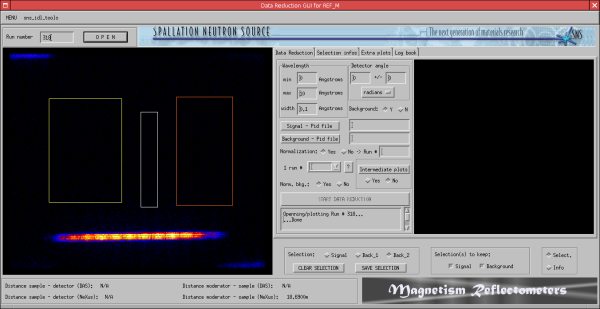 Data Reduction GUI for REF_M
MENU sns_idl_tools
Run number 318 OPEN
SPALLATION NEUTRON SOURCE
The next generation of materials research
SNS
Data Reduction Selection infos Extra plots Log book
Wavelength
min 0 Angstroms
max 10 Angstroms
width 0.1 Angstroms
Detector angle
0 +/- 0
radians
Background: Y N
Signal - Pid file
Background - Pid file
Normalization: Yes No -> Run #
1 run # ?
Intermediate plots
Yes No
Norm. bkg.: Yes No
START DATA REDUCTION
Openning/plotting Run # 318...
...Done
Selection: Signal Back_1 Back_2
CLEAR SELECTION SAVE SELECTION
Selection(s) to keep:
Signal Background
Select.
Info
Distance sample - detector (DAS): N/A
Distance moderator - sample (DAS): N/A
Distance sample - detector (NeXus): N/A
Distance moderator - sample (NeXus):
Magnetism Reflectometers